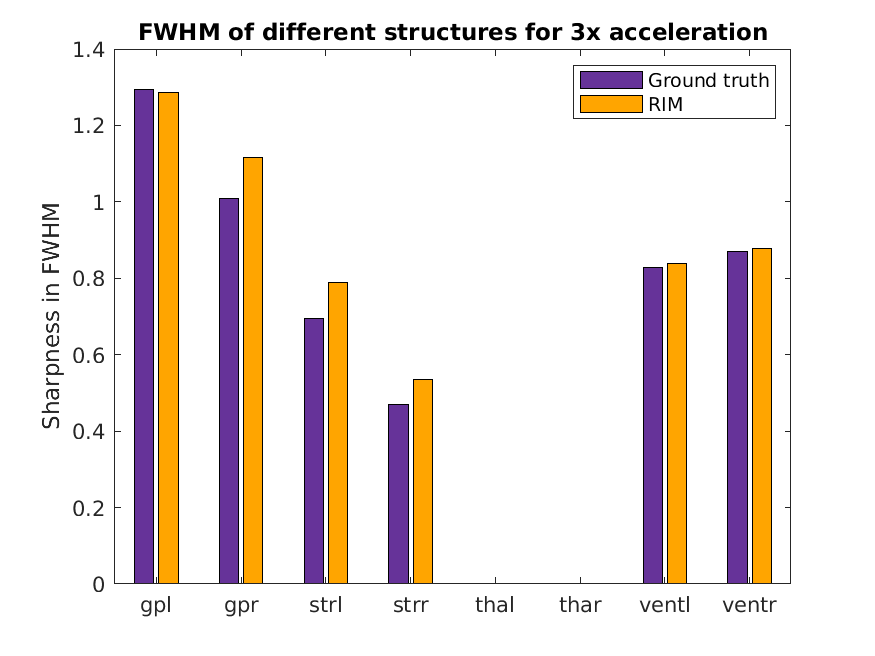 FWHM of different structures for 3x acceleration
Ground truth
RIM
Sharpness in FWHM
1.4
1.2
1
0.8
0.6
0.4
0.2
0
gpl gpr strl strr thal thar ventl ventr